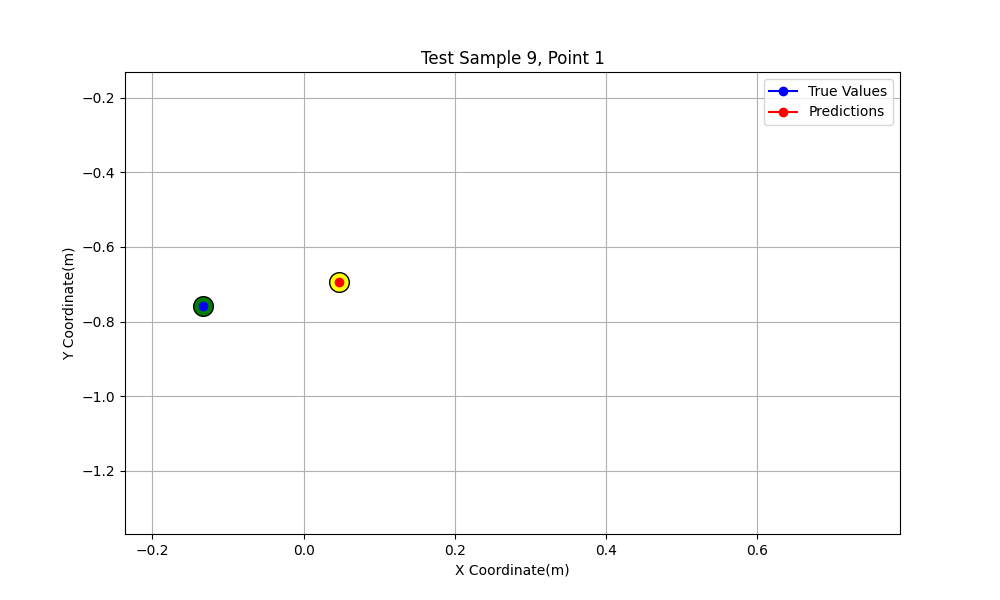 Test Sample 9, Point 1
True Values
Predictions
−0.2
−0.4
−0.6
−0.8
−1.0
−1.2
Y Coordinate(m)
−0.2
0.0
0.2
0.4
0.6
X Coordinate(m)